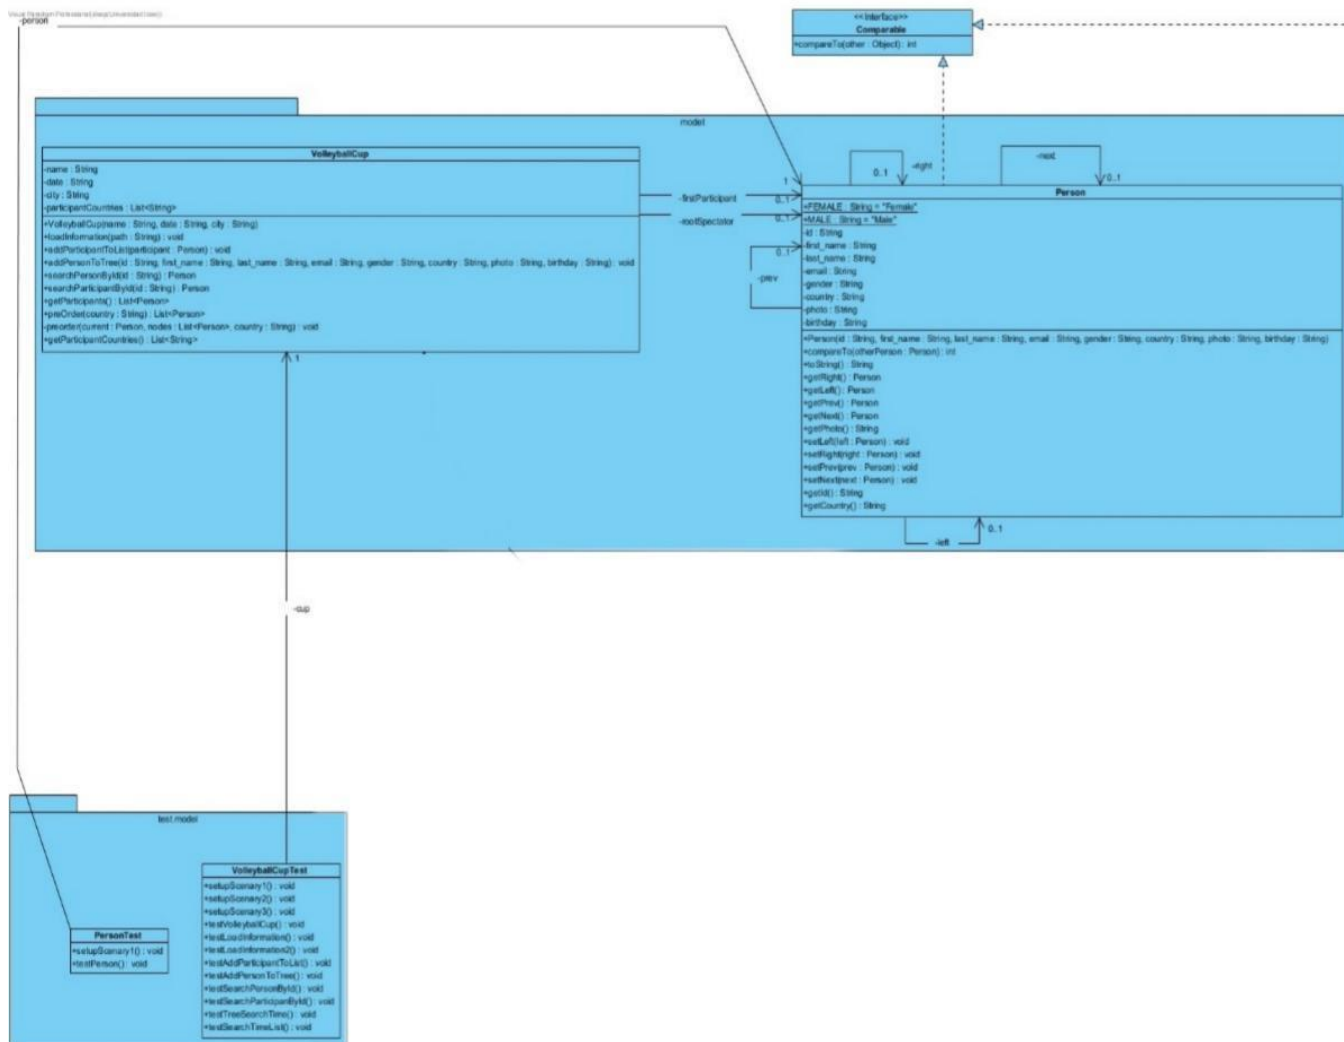 Visual Paradigm
-person
<<Interface>>
Comparable
+compareTo(other : Object) : int
model
VolleyballCup
-name : String
-date : String
-city : String
-participantCountries : List<String>
+VolleyballCup(name : String, date : String, city : String)
+loadInformation(path : String) : void
+addParticipantToList(participant : Person) : void
+addPersonToTree(id : String, first_name : String, last_name : String, email : String, gender : String, country : String, photo : String, birthday : String) : void
+searchPersonById(id : String) : Person
+searchParticipantById(id : String) : Person
+getParticipants() : List<Person>
+preOrder(country : String) : List<Person>
-preorder(current : Person, nodes : List<Person>, country : String) : void
+getParticipantCountries() : List<String>
1
-firstParticipant
-rootSpectator
1
0..1
0..1
-right
0..1
-next
0..1
0..1
-prev
Person
+FEMALE : String = "Female"
+MALE : String = "Male"
-id : String
-first_name : String
-last_name : String
-email : String
-gender : String
-country : String
-photo : String
-birthday : String
+Person(id : String, first_name : String, last_name : String, email : String, gender : String, country : String, photo : String, birthday : String)
+compareTo(otherPerson : Person) : int
+toString() : String
+getRight() : Person
+getLeft() : Person
+getPrev() : Person
+getNext() : Person
+getPhoto() : String
+setLeft(left : Person) : void
+setRight(right : Person) : void
+setPrev(prev : Person) : void
+setNext(next : Person) : void
+getId() : String
+getCountry() : String
0..1
-left
-cup
test.model
VolleyballCupTest
+setupScenary1() : void
+setupScenary2() : void
+setupScenary3() : void
+testVolleyballCup() : void
+testLoadInformation() : void
+testLoadInformation2() : void
+testAddParticipantToList() : void
+testAddPersonToTree() : void
+testSearchPersonById() : void
+testSearchParticipanById() : void
+testTreeSearchTime() : void
+testSearchTimeList() : void
PersonTest
+setupScenary1() : void
+testPerson() : void